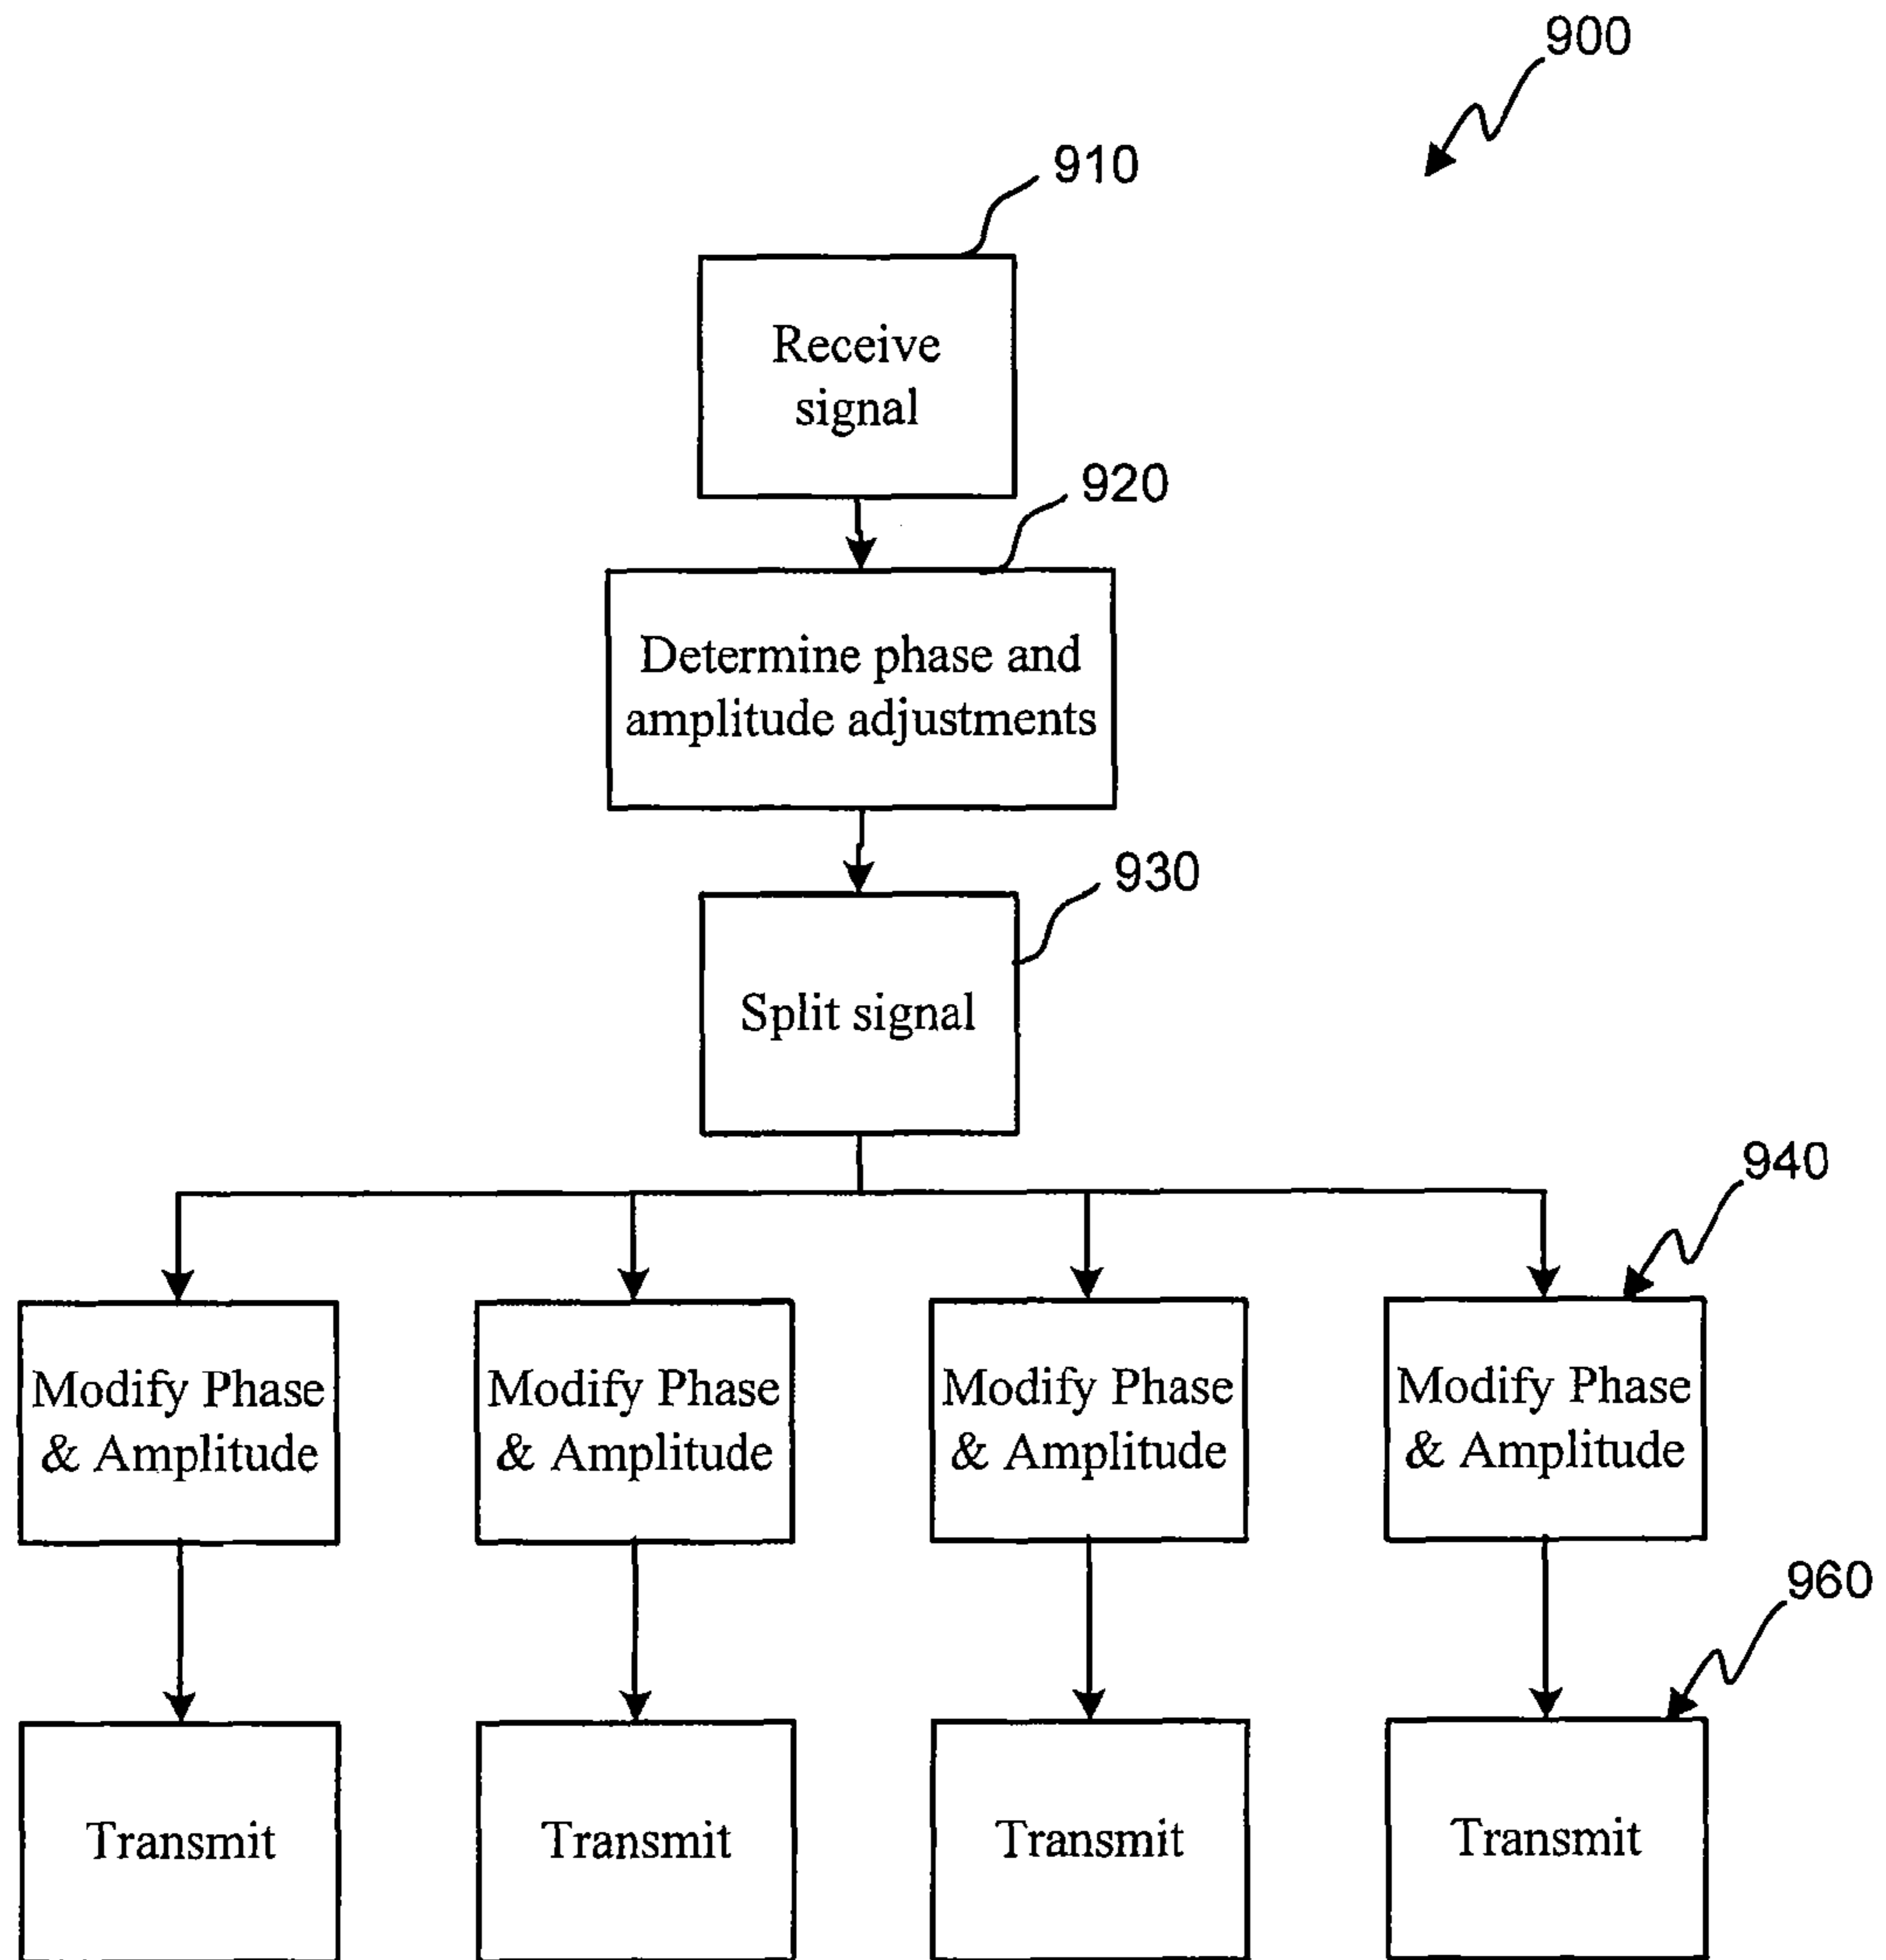 900
910
Receive
signal
920
Determine phase and
amplitude adjustments
930
Split signal
940
Modify Phase
& Amplitude
Modify Phase
& Amplitude
Modify Phase
& Amplitude
Modify Phase
& Amplitude
960
Transmit
Transmit
Transmit
Transmit